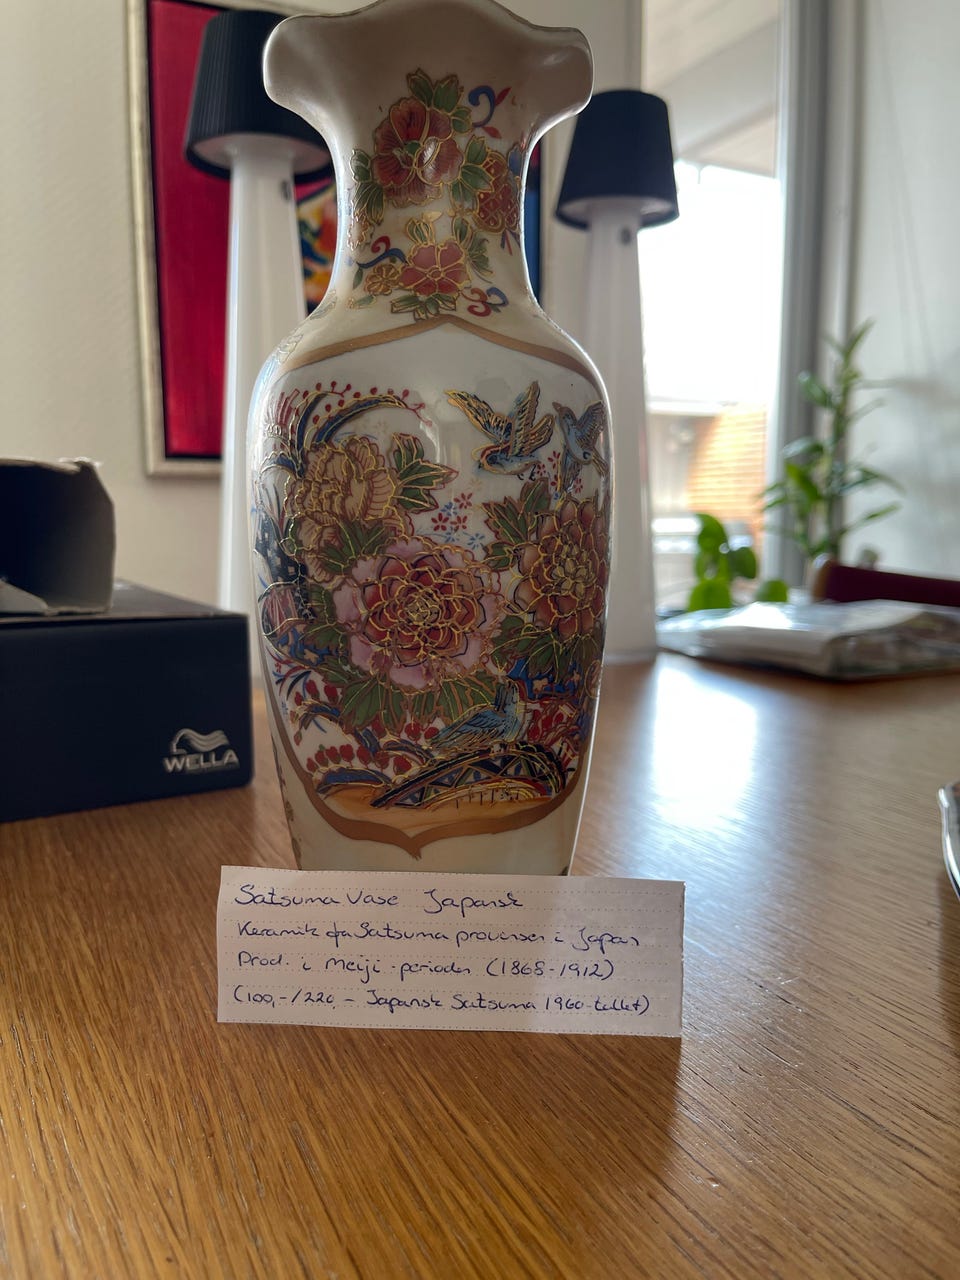 WELLA
Satsuma Vase Japansk
Keramik fra Satsuma provinsen i Japan
Prod. i Meiji-perioden (1868-1912)
(100,-/220,- Japansk Satsuma 1960-tallet)